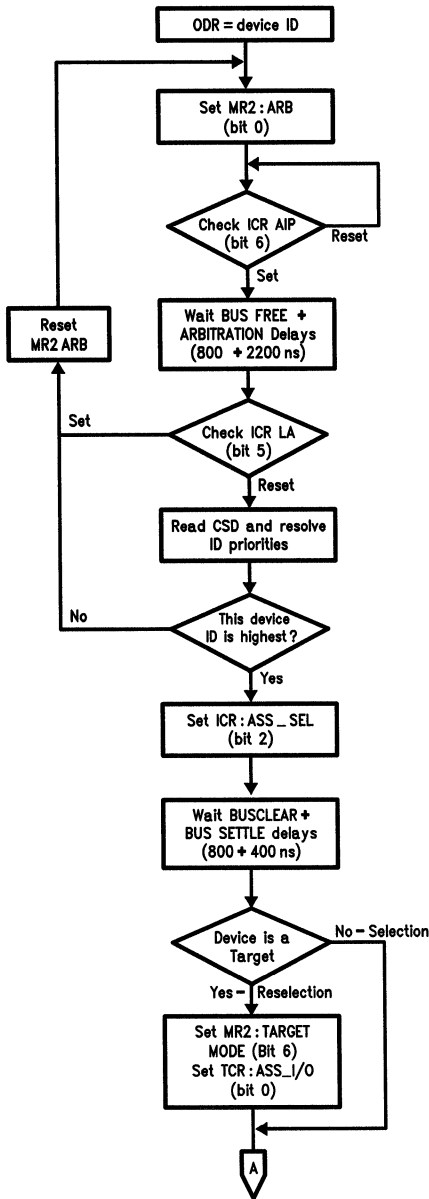 ODR = device ID
Set MR2 : ARB
(bit 0)
Check ICR AIP
(bit 6)
Reset
Set
Wait BUS FREE +
ARBITRATION Delays
(800 + 2200 ns)
Reset
MR2 ARB
Set
Check ICR LA
(bit 5)
Reset
Read CSD and resolve
ID priorities
No
This device
ID is highest?
Yes
Set ICR : ASS_SEL
(bit 2)
Wait BUSCLEAR +
BUS SETTLE delays
(800 + 400 ns)
No - Selection
Device is a
Target
Yes - Reselection
Set MR2 : TARGET
MODE (Bit 6)
Set TCR : ASS_I/O
(bit 0)
A